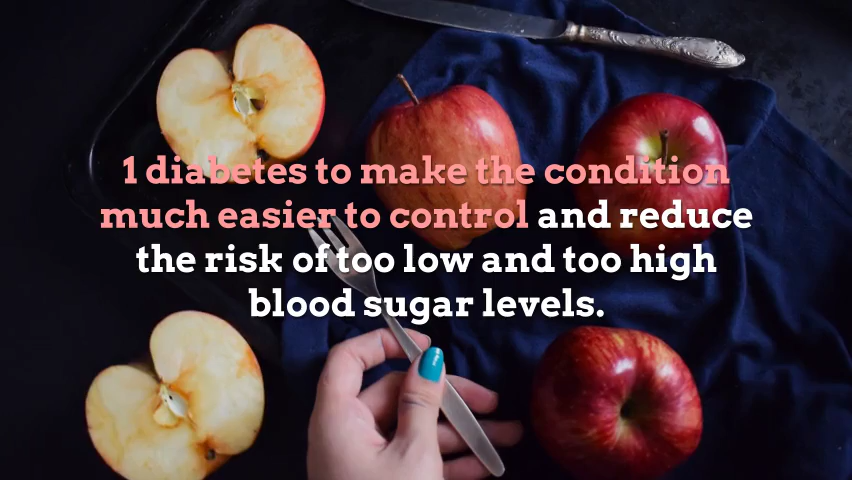 1 diabetes to make the condition
much easier to control and reduce
the risk of too low and too high
blood sugar levels.